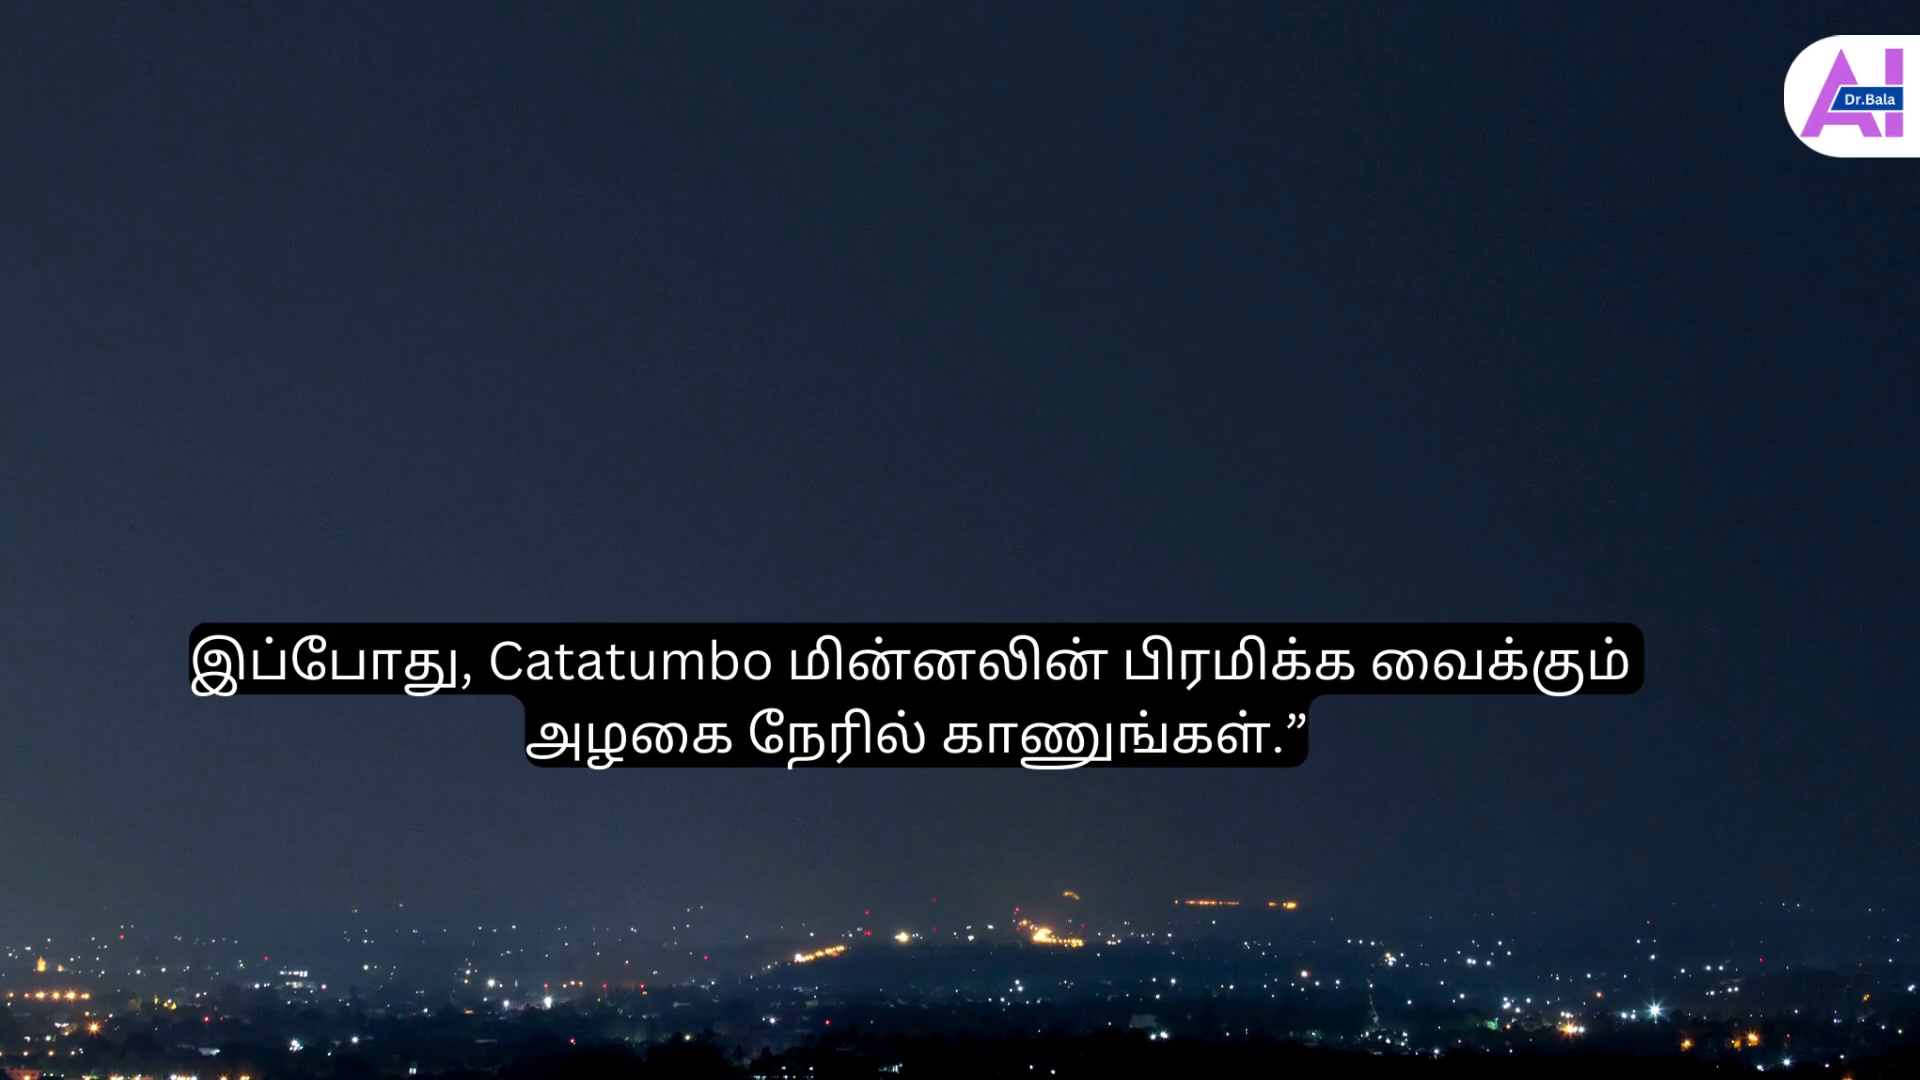 AI
Dr.Bala
இப்போது, Catatumbo மின்னலின் பிரமிக்க வைக்கும்
அழகை நேரில் காணுங்கள்.”